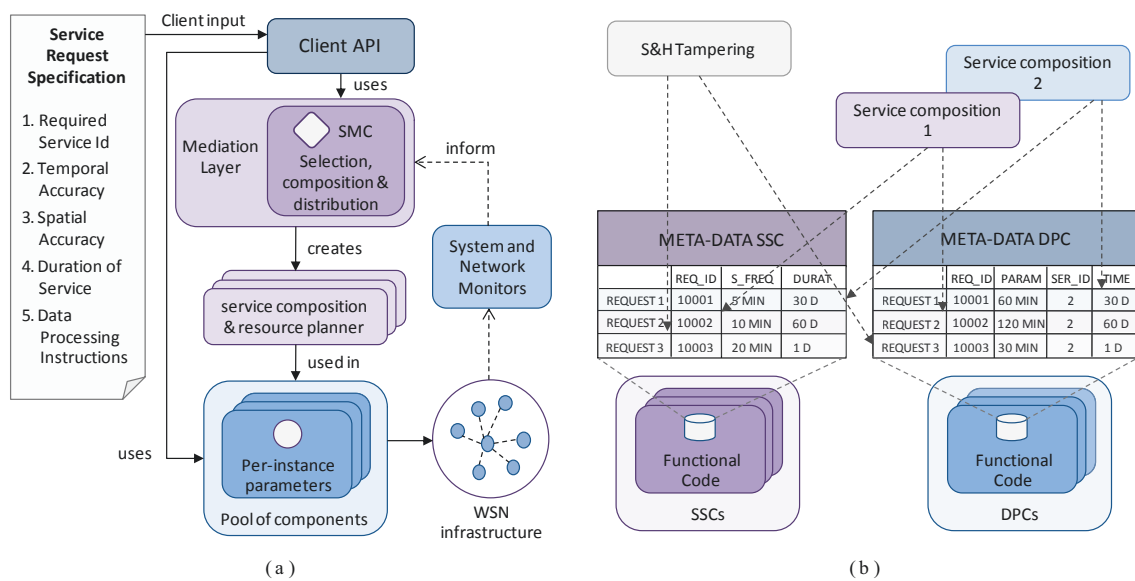 Service
Request
Specification
1. Required
Service Id
2. Temporal
Accuracy
3. Spatial
Accuracy
4. Duration of
Service
5. Data
Processing
Instructions
Client input
Client API
uses
Mediation
Layer
SMC
Selection,
composition &
distribution
inform
creates
System and
Network
Monitors
service composition
& resource planner
used in
uses
Per-instance
parameters
Pool of components
WSN
infrastructure
(a)
S&H Tampering
Service composition
2
Service composition
1
META-DATA SSC
REQ_ID S_FREQ DURAT
REQUEST 1 10001 5 MIN 30 D
REQUEST 2 10002 10 MIN 60 D
REQUEST 3 10003 20 MIN 1 D
META-DATA DPC
REQ_ID PARAM SER_ID TIME
REQUEST 1 10001 60 MIN 2 30 D
REQUEST 2 10002 120 MIN 2 60 D
REQUEST 3 10003 30 MIN 2 1 D
Functional
Code
SSCs
Functional
Code
DPCs
(b)